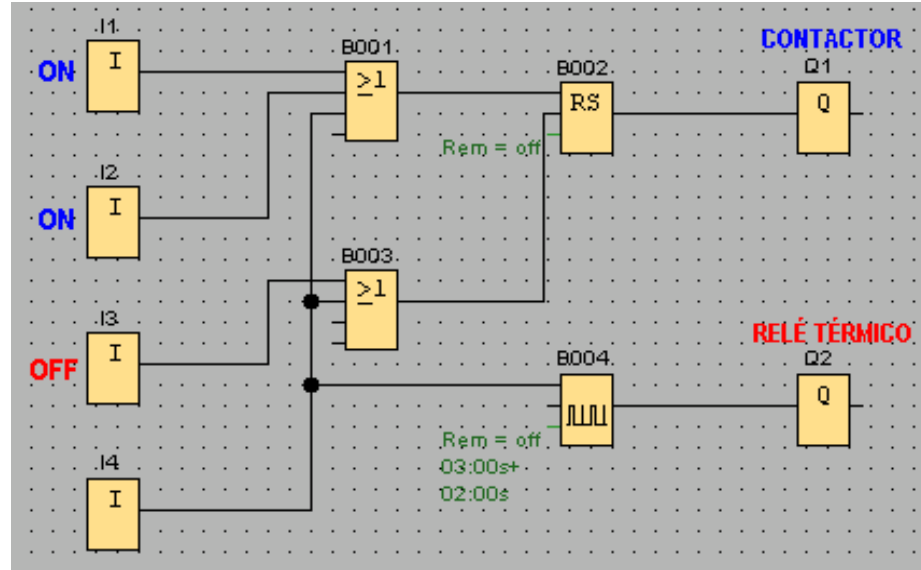 I1
I
ON
B001
>1
CONTACTOR
B002
RS
Q1
Q
Rem = off
I2
I
ON
B003
>1
I3
I
OFF
RELÉ TÉRMICO
B004
Q2
Q
Rem = off
03:00s+
02:00s
I4
I